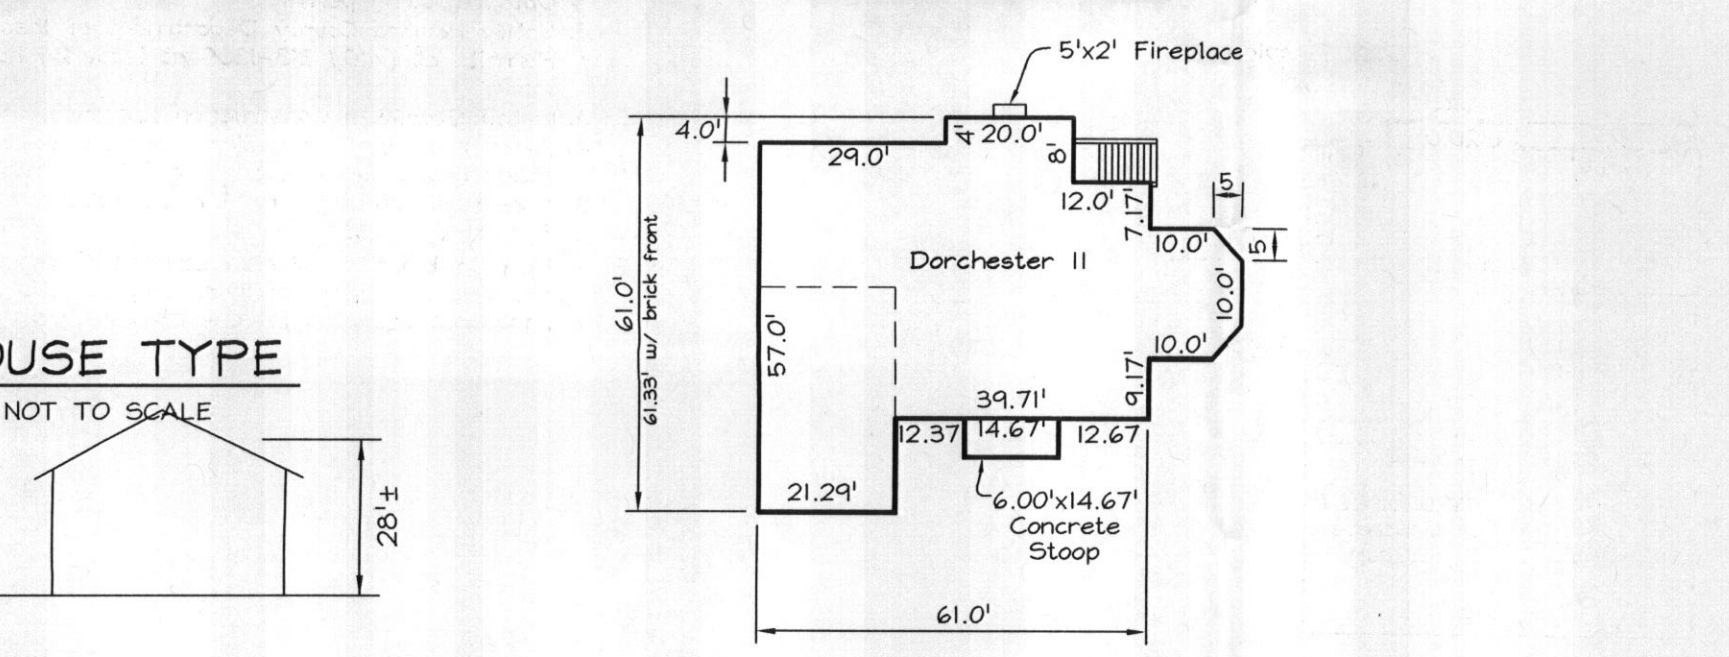 5'x2' Fireplace
4.0'
4'
20.0'
29.0'
8'
12.0'
7.17'
5
10.0'
5
Dorchester II
10.0'
61.0'
61.33' w/ brick front
57.0'
10.0'
9.17'
39.71'
12.37
14.67'
12.67
21.29'
6.00'x14.67'
Concrete
Stoop
61.0'
OUSE TYPE
NOT TO SCALE
28'±